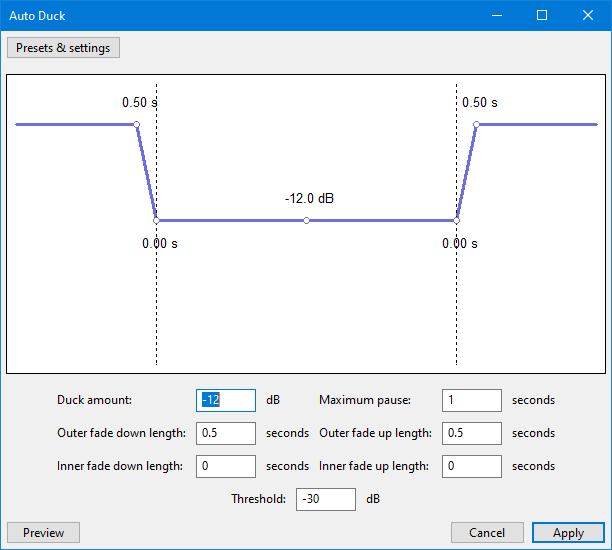 Auto Duck
Presets & settings
0.50 s 0.50 s
-12.0 dB
0.00 s 0.00 s
Duck amount: -12 dB Maximum pause: 1 seconds
Outer fade down length: 0.5 seconds Outer fade up length: 0.5 seconds
Inner fade down length: 0 seconds Inner fade up length: 0 seconds
Threshold: -30 dB
Preview Cancel Apply